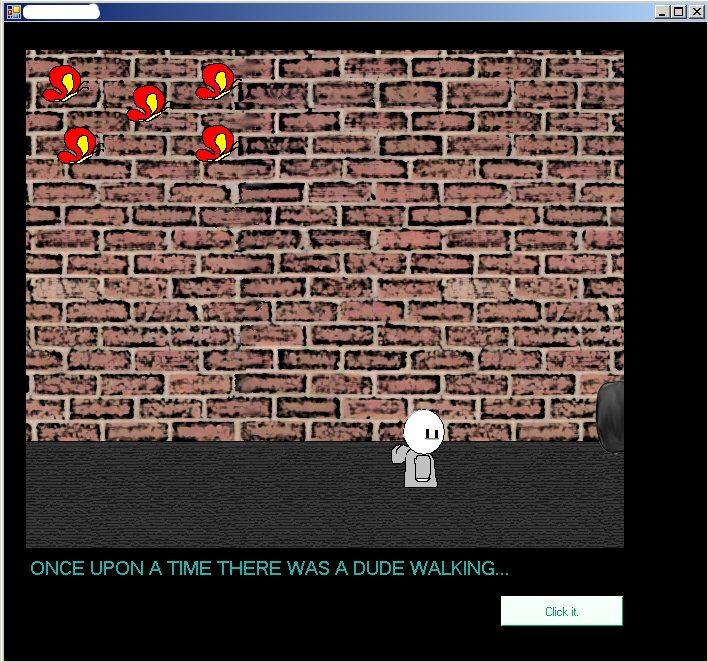 ONCE UPON A TIME THERE WAS A DUDE WALKING...
Click it.